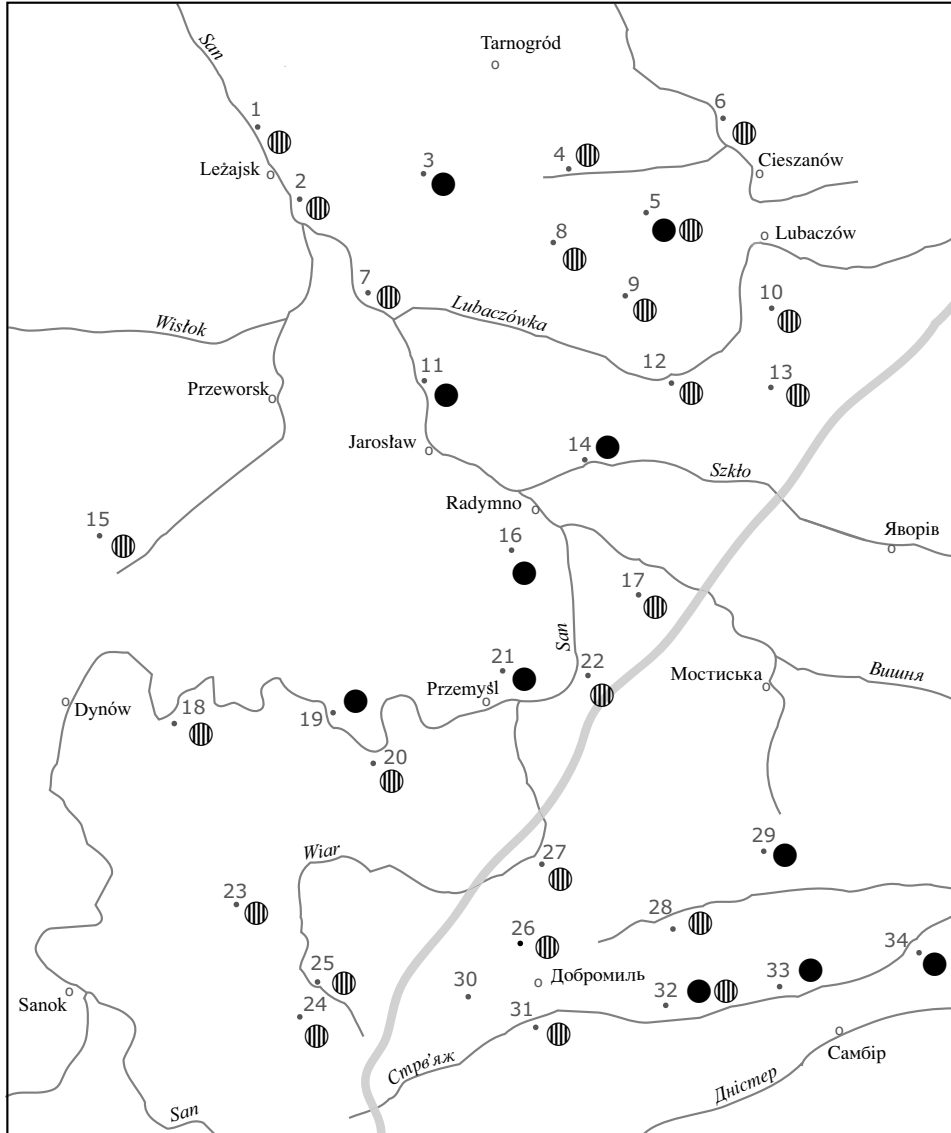 San
Tarnogród
1
6
3
4
Leżajsk
Cieszanów
2
5
8
Lubaczów
7
9
10
Wisłok
Lubaczówka
11
12
13
Przeworsk
Jarosław
14
Szkło
Radymno
15
Яворів
16
17
San
21
22
Вишня
Мостиська
Przemyśl
Dynów
18
19
20
29
Wiar
27
23
28
26
34
25
30
Добромиль
32
33
Sanok
24
31
Стрв’яж
Самбір
Дністер
San